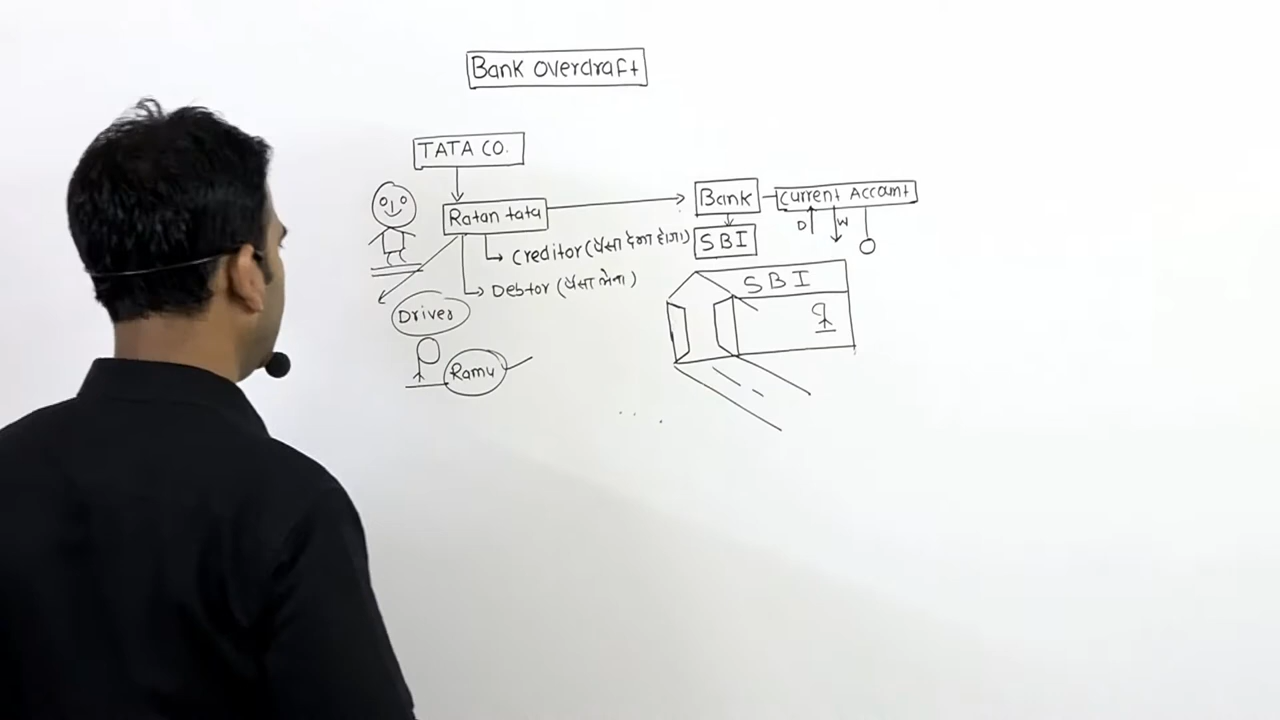 Bank overdraft
TATA CO.
Ratan tata
Bank
Current Account
D
W
SBI
Creditor (पैसा देना होगा)
Debtor (पैसा लेना)
SBI
Driver
Ramu